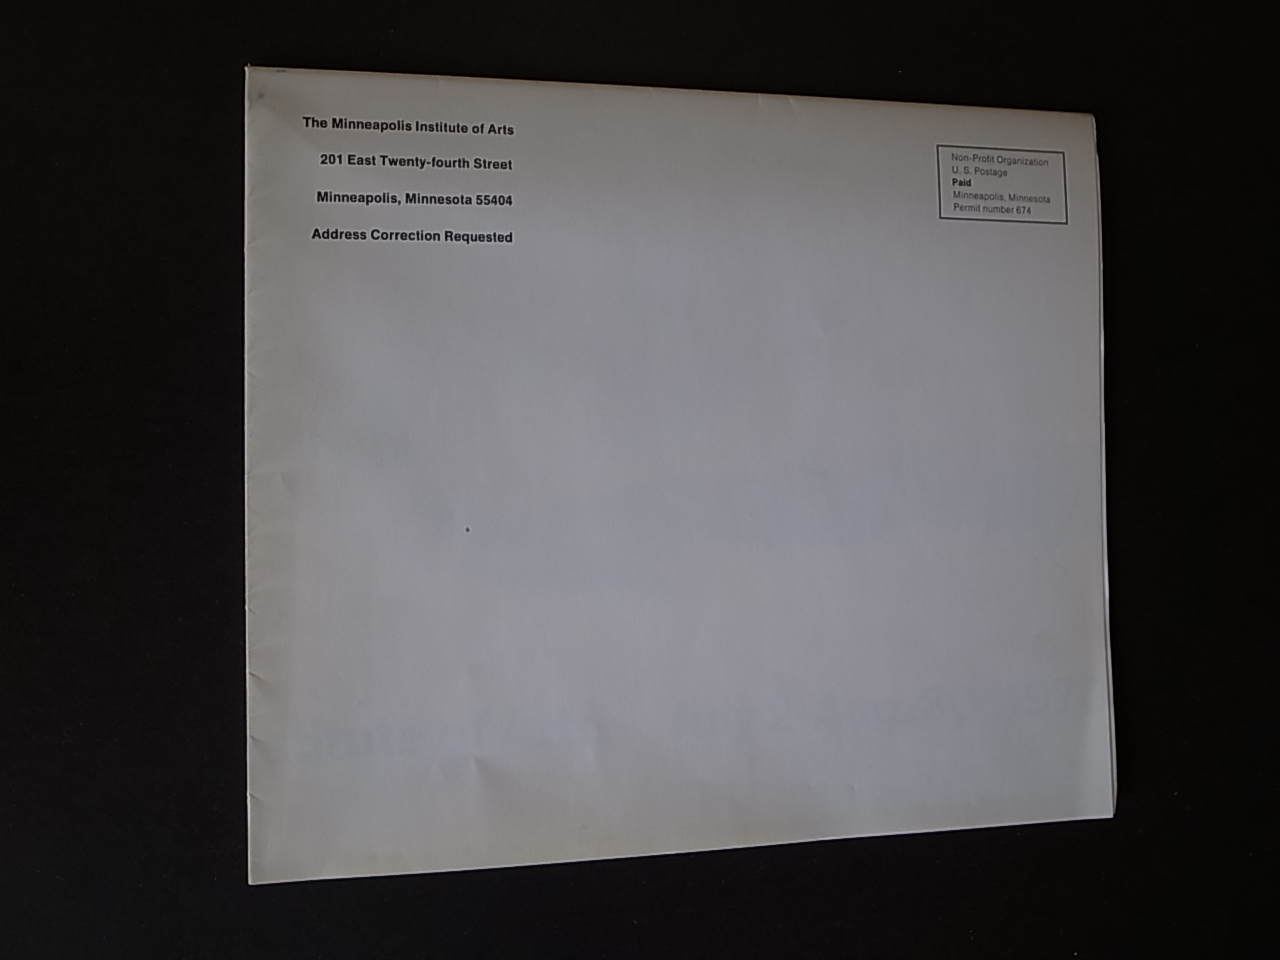 The Minneapolis Institute of Arts
201 East Twenty-fourth Street
Minneapolis, Minnesota 55404
Address Correction Requested
Non-Profit Organization
U. S. Postage
Paid
Minneapolis, Minnesota
Permit number 674